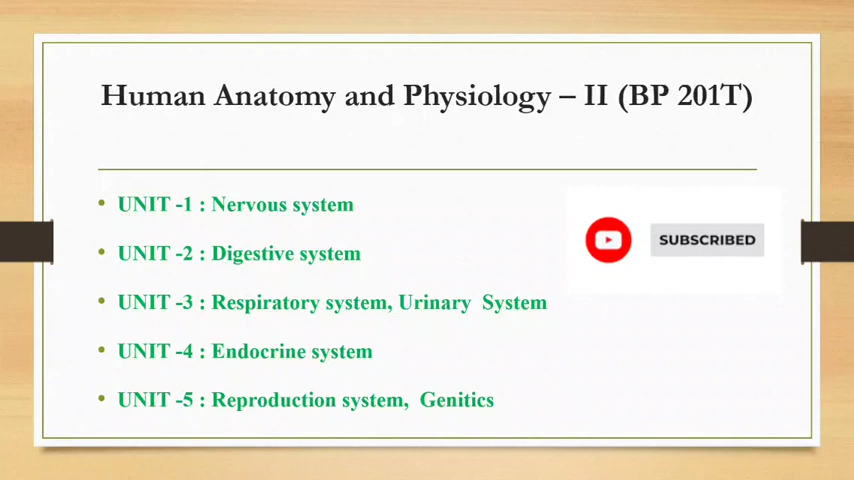 Human Anatomy and Physiology – II (BP 201T)
• UNIT -1 : Nervous system
• UNIT -2 : Digestive system
• UNIT -3 : Respiratory system, Urinary System
• UNIT -4 : Endocrine system
• UNIT -5 : Reproduction system, Genitics
SUBSCRIBED